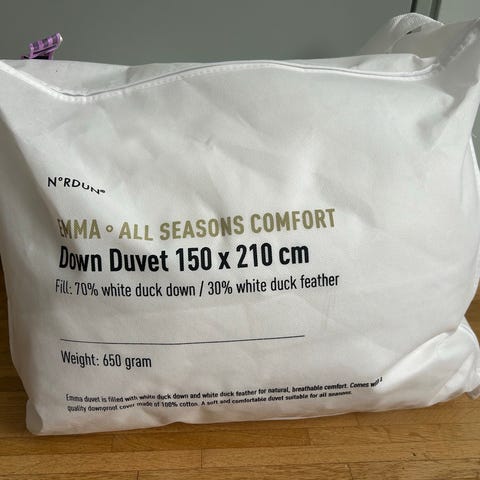 N°RDUN°
EMMA ° ALL SEASONS COMFORT
Down Duvet 150 x 210 cm
Fill: 70% white duck down / 30% white duck feather
Weight: 650 gram
Emma duvet is filled with white duck down and white duck feather for natural, breathable comfort. Comes with a
quality downproof cover made of 100% cotton. A soft and comfortable duvet suitable for all seasons.